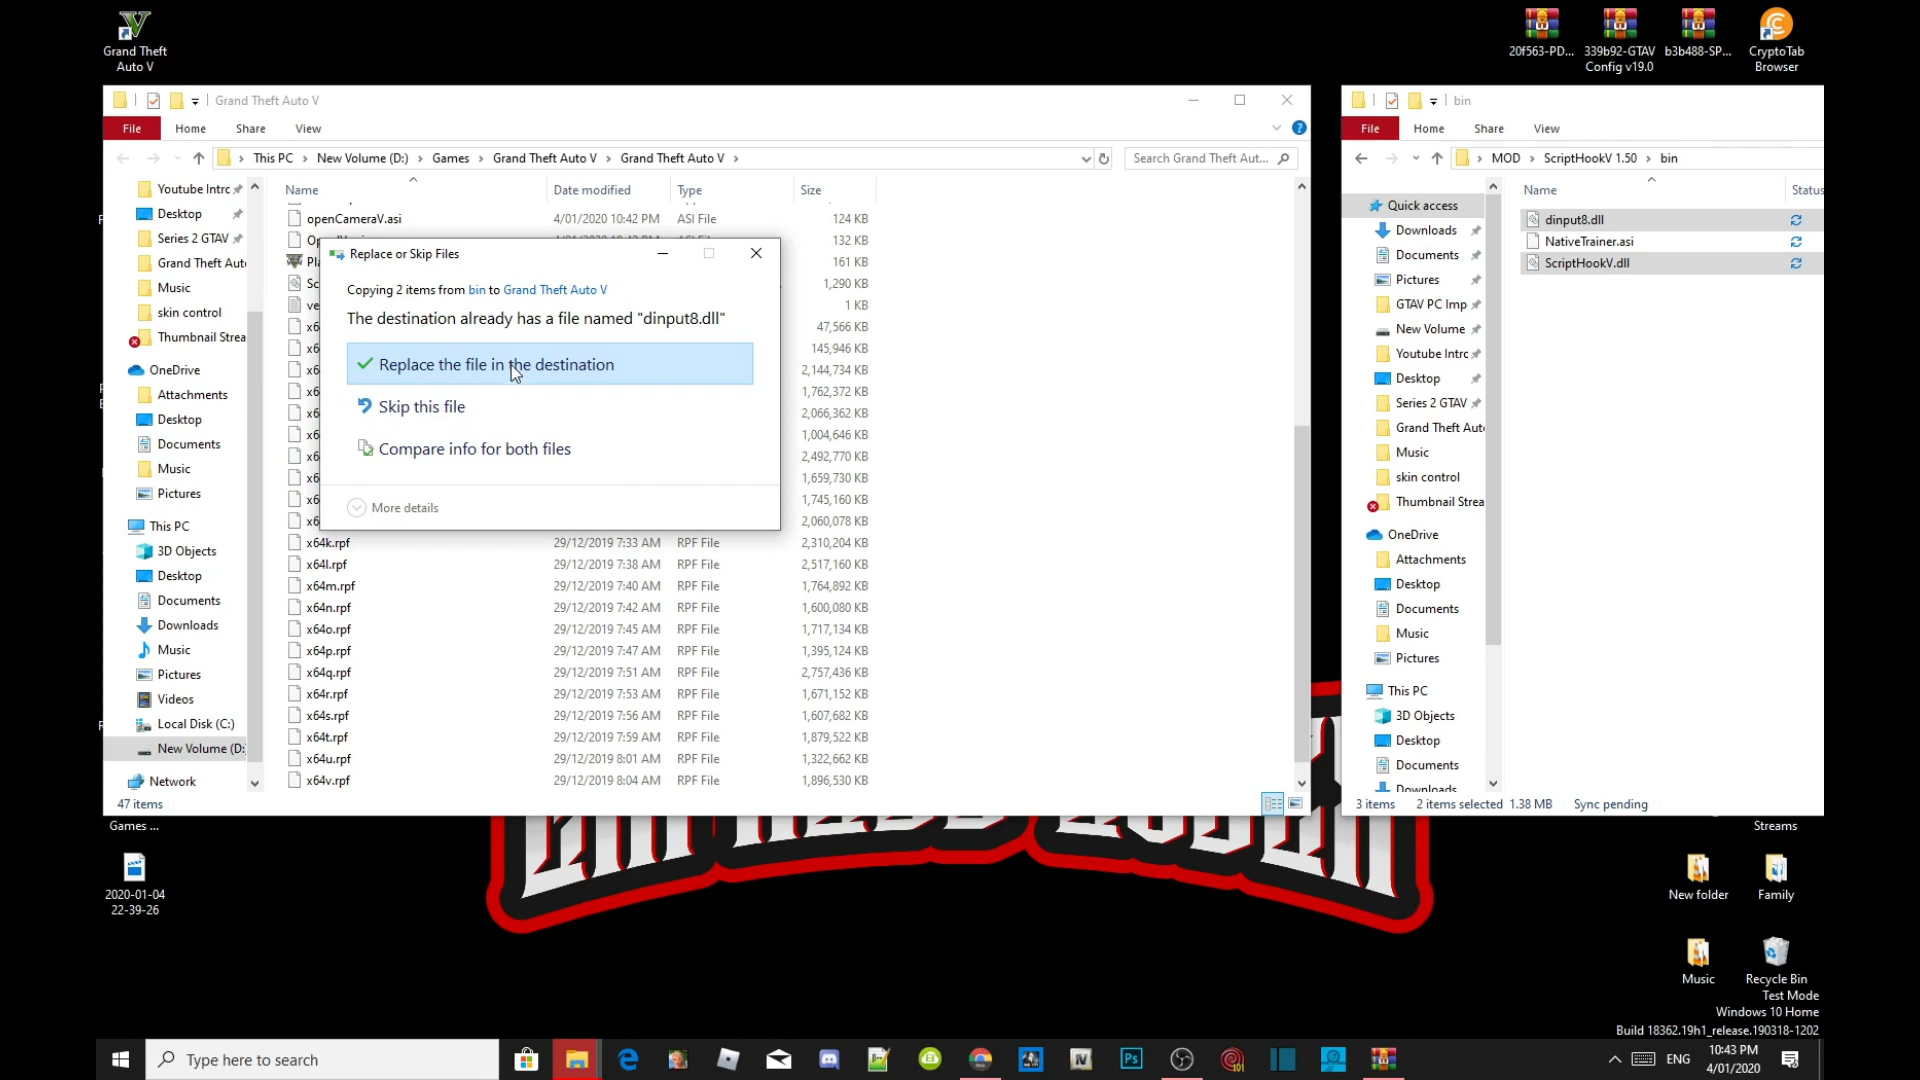 Grand Theft
Auto V
20f563-PD...
339b92-GTAV
Config v19.0
b3b488-SP...
CryptoTab
Browser
Grand Theft Auto V
File
Home
Share
View
This PC
New Volume (D:)
Games
Grand Theft Auto V
Grand Theft Auto V
Search Grand Theft Aut...
Name
Date modified
Type
Size
Youtube Intrc
Desktop
Series 2 GTAV
Grand Theft Auto
Music
skin control
Thumbnail Strea
OneDrive
Attachments
Desktop
Documents
Music
Pictures
This PC
3D Objects
Desktop
Documents
Downloads
Music
Pictures
Videos
Local Disk (C:)
New Volume (D:
Network
47 items
openCameraV.asi 4/01/2020 10:42 PM ASI File 124 KB
132 KB
161 KB
1,290 KB
1 KB
47,566 KB
145,946 KB
2,144,734 KB
1,762,372 KB
2,066,362 KB
1,004,646 KB
2,492,770 KB
1,659,730 KB
1,745,160 KB
2,060,078 KB
x64k.rpf 29/12/2019 7:33 AM RPF File 2,310,204 KB
x64l.rpf 29/12/2019 7:38 AM RPF File 2,517,160 KB
x64m.rpf 29/12/2019 7:40 AM RPF File 1,764,892 KB
x64n.rpf 29/12/2019 7:42 AM RPF File 1,600,080 KB
x64o.rpf 29/12/2019 7:45 AM RPF File 1,717,134 KB
x64p.rpf 29/12/2019 7:47 AM RPF File 1,395,124 KB
x64q.rpf 29/12/2019 7:51 AM RPF File 2,757,436 KB
x64r.rpf 29/12/2019 7:53 AM RPF File 1,671,152 KB
x64s.rpf 29/12/2019 7:56 AM RPF File 1,607,682 KB
x64t.rpf 29/12/2019 7:59 AM RPF File 1,879,522 KB
x64u.rpf 29/12/2019 8:01 AM RPF File 1,322,662 KB
x64v.rpf 29/12/2019 8:04 AM RPF File 1,896,530 KB
Replace or Skip Files
Copying 2 items from bin to Grand Theft Auto V
The destination already has a file named "dinput8.dll"
Replace the file in the destination
Skip this file
Compare info for both files
More details
bin
File
Home
Share
View
MOD
ScriptHookV 1.50
bin
Name
Status
Quick access
Downloads
Documents
Pictures
GTAV PC Imp
New Volume
Youtube Intrc
Desktop
Series 2 GTAV
Grand Theft Auto
Music
skin control
Thumbnail Strea
OneDrive
Attachments
Desktop
Documents
Music
Pictures
This PC
3D Objects
Desktop
Documents
Downloads
dinput8.dll
NativeTrainer.asi
ScriptHookV.dll
3 items
2 items selected 1.38 MB
Sync pending
Games ...
2020-01-04
22-39-26
Streams
New folder
Family
Music
Recycle Bin
Test Mode
Windows 10 Home
Build 18362.19h1_release.190318-1202
Type here to search
ENG
10:43 PM
4/01/2020